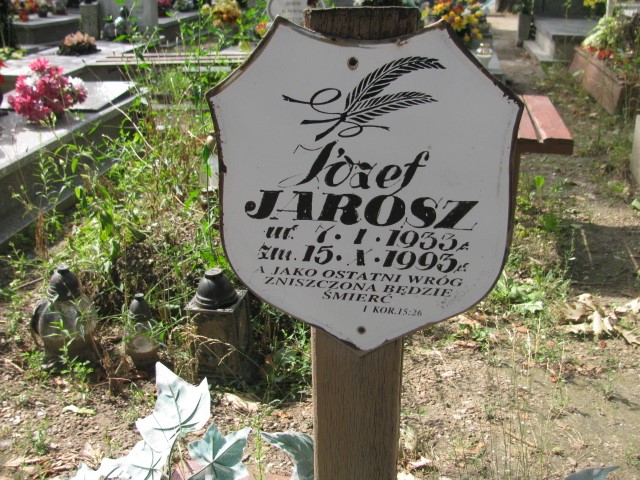 Józef
JAROSZ
ur. 7. I. 1933 r.
zm. 15. X. 1993 r.
A JAKO OSTATNI WRÓG
ZNISZCZONA BĘDZIE
ŚMIERĆ
1 KOR.15:26